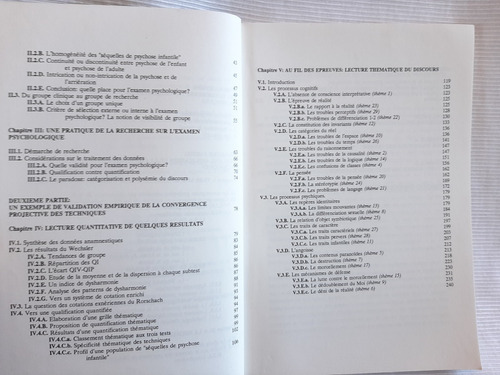 II.2.B. L'homogénéité des "séquelles de psychose infantile"
II.2.C. Continuité ou discontinuité entre psychose de l'enfant
et psychose de l'adulte
II.2.D. Intrication ou non-intrication de la psychose et de
l'arriération
II.2.E. Conclusion: quelle place pour l'examen psychologique?
II.3. Du groupe clinique au groupe de recherche
II.3.A. Le choix d'un groupe unique
II.3.B. Critère de sélection externe ou interne à l'examen
psychologique? La notion de visibilité de groupe
Chapitre III: UNE PRATIQUE DE LA RECHERCHE SUR L'EXAMEN
PSYCHOLOGIQUE
III.1. Démarche de recherche
III.2. Considérations sur le traitement des données
III.2.A. Quelle validité pour l'examen psychologique?
III.2.B. Qualification contre quantification
III.2.C. Le paradoxe: catégorisation et polysémie du discours
DEUXIEME PARTIE:
UN EXEMPLE DE VALIDATION EMPIRIQUE DE LA CONVERGENCE
PROJECTIVE DES TECHNIQUES
Chapitre IV: LECTURE QUANTITATIVE DE QUELQUES RESULTATS
IV.1. Synthèse des données anamnestiques
IV.2. Les résultats du Wechsler
IV.2.A. Tendances de groupe
IV.2.B. Répartition des QI
IV.2.C. L'écart QIV-QIP
IV.2.D. Etude de la moyenne et de la dispersion à chaque subtest
IV.2.E. Un indice de dysharmonie
IV.2.F. Analyse des patterns de dysharmonie
IV.2.G. Vers un système de cotation enrichi
IV.3. La question des cotations extérieures du Rorschach
IV.4. Vers une quantification qualifiée
IV.4.A. Elaboration d'une grille thématique
IV.4.B. Proposition de quantification thématique
IV.4.C. Résultats d'une quantification thématique
IV.4.C.a. Classement thématique aux trois tests
IV.4.C.b. Spécificité thématique des techniques
IV.4.C.c. Profil d'une population de "séquelles de psychose
infantile" 109
Chapitre V: AU FIL DES EPREUVES: LECTURE THEMATIQUE DU DISCOURS
V.1. Introduction 119
V.2. Les processus cognitifs
V.2.A. L'absence de conscience interprétative (thème 1)
V.2.B. L'épreuve de réalité
V.2.B.a. Le rapport à la réalité (thème 23)
V.2.B.b. Les troubles perceptifs (thème 20)
V.2.B.c. Problèmes de différenciation 1-2 (thème 22)
V.2.C. La constitution des invariants (thème 15)
V.2.D. Les catégories du réel
V.2.D.a. Les troubles de l'espace (thème 10)
V.2.D.b. Les troubles du temps (thème 26)
V.2.E. Les troubles du raisonnement
V.2.E.a. Les troubles de la causalité (thème 2)
V.2.E.b. Les troubles de la logique (thème 14)
V.2.E.c. Les confusions de classe (thème 4)
V.2.F. La pensée
V.2.F.a. Les troubles de la pensée (thème 20)
V.2.F.b. La stéréotypie (thème 24)
V.2.F.c. Les problèmes de langage (thème 21)
V.3. Les processus psychiques
V.3.A. Les repères identitaires
V.3.A.a. Les limites incertaines (thème 13)
V.3.A.b. La différenciation sexuelle (thème 8)
V.3.B. La relation d'objet symbiotique (thème 25)
V.3.C. Les traits de caractère
V.3.C.a. Les traits caractériels (thème 27)
V.3.C.b. Les traits pervers (thème 28)
V.3.C.c. Les traits infantiles (thème 11)
V.3.D. L'angoisse
V.3.D.a. Les contenus paranoïdes (thème 5)
V.3.D.b. La destruction (thème 7)
V.3.D.c. Le morcellement (thème 17)
V.3.E. Les mécanismes de défense
V.3.E.a. La lutte contre le morcellement (thème 15)
V.3.E.b. Le dédoublement du Moi (thème 9)
V.3.E.c. Le déni de la réalité (thème 6) 240